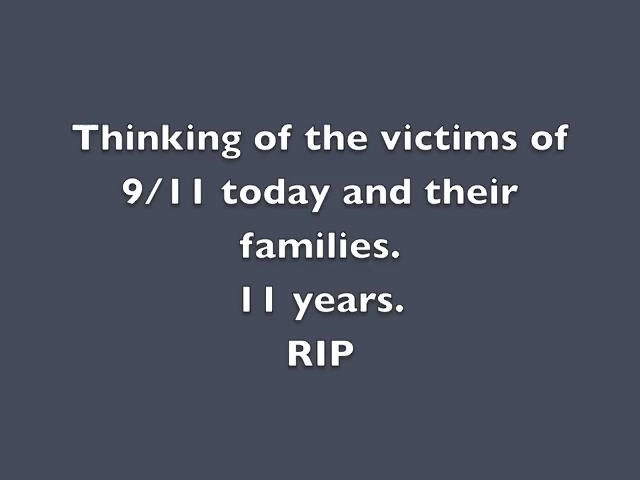 Thinking of the victims of
9/11 today and their
families.
11 years.
RIP